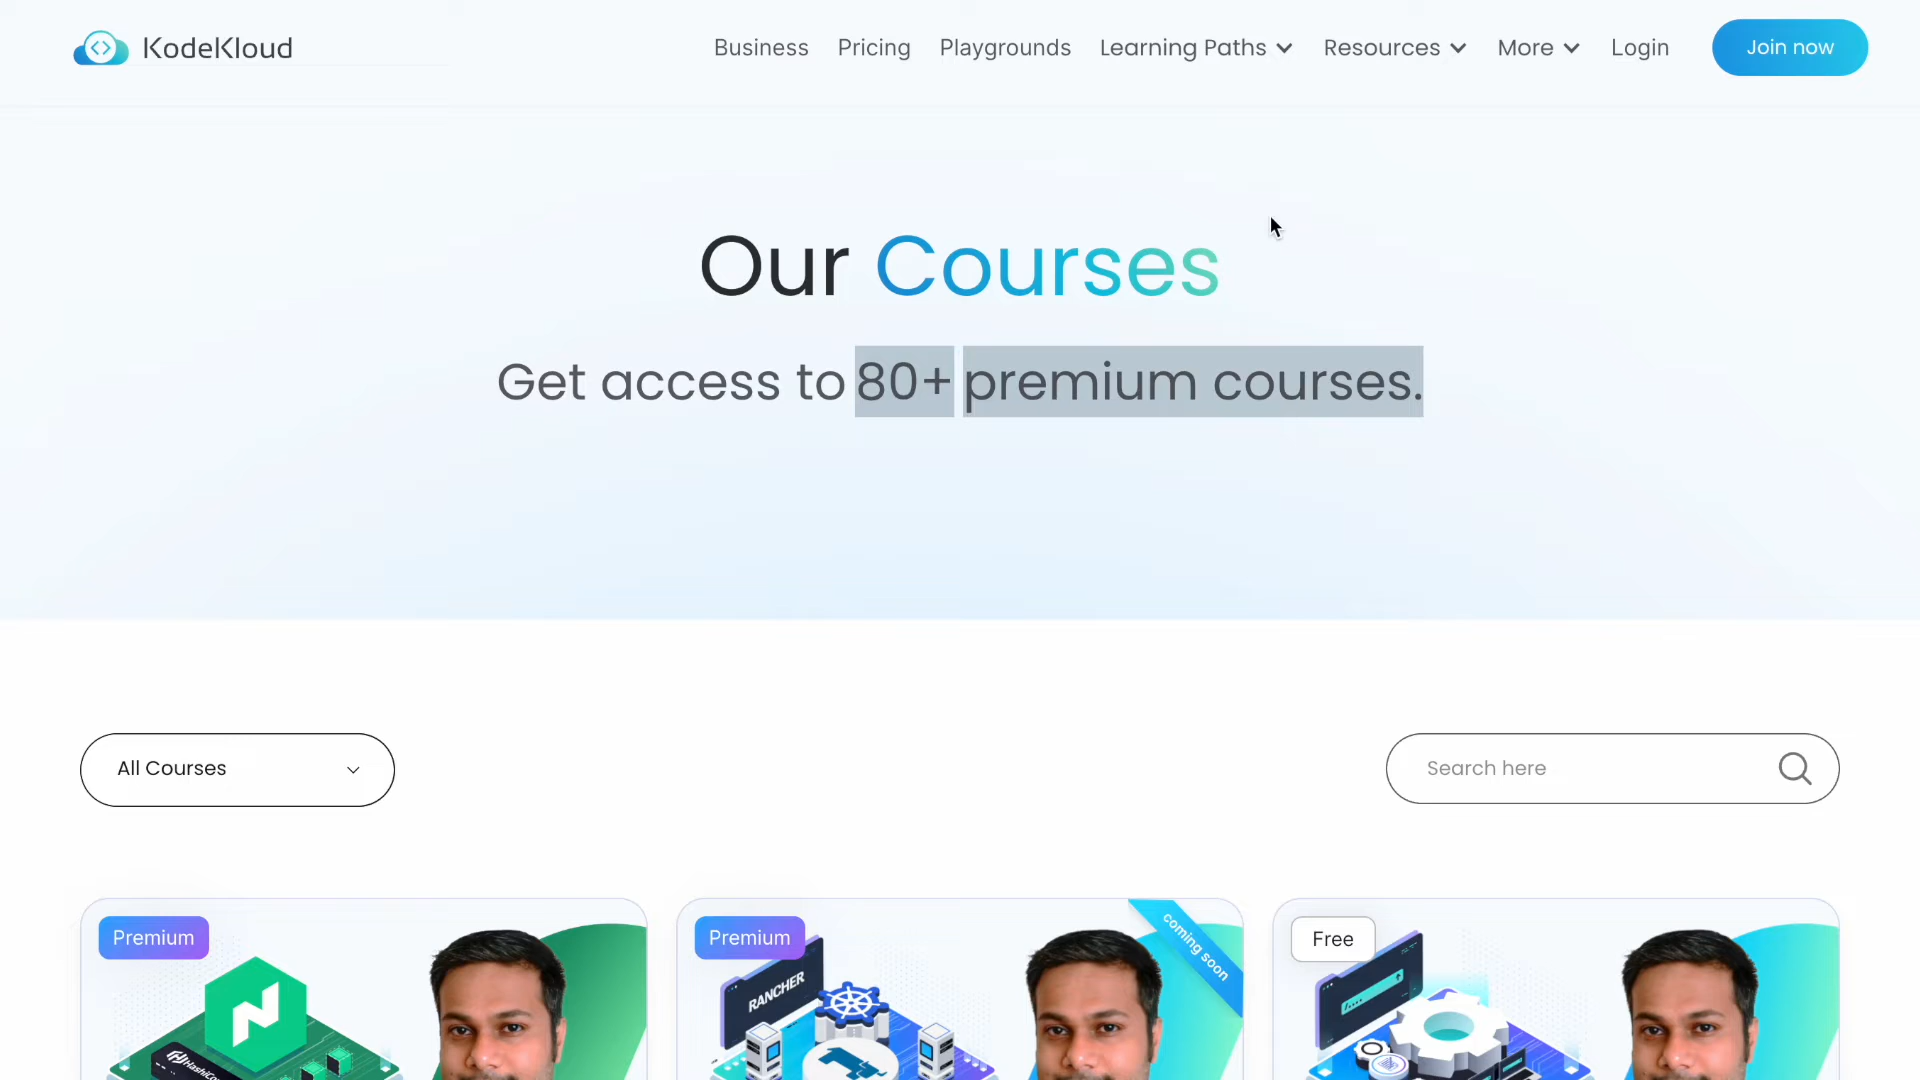 KodeKloud
Business Pricing Playgrounds Learning Paths Resources More Login Join now
Our Courses
Get access to 80+ premium courses.
All Courses
Search here
Premium
Premium
coming soon
Free
RANCHER